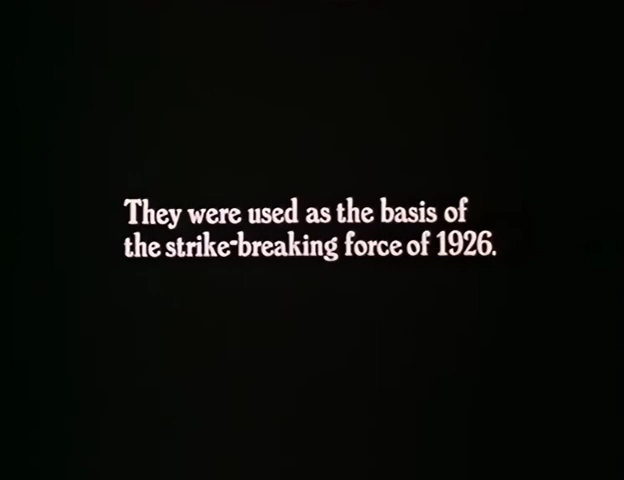 They were used as the basis of
the strike-breaking force of 1926.